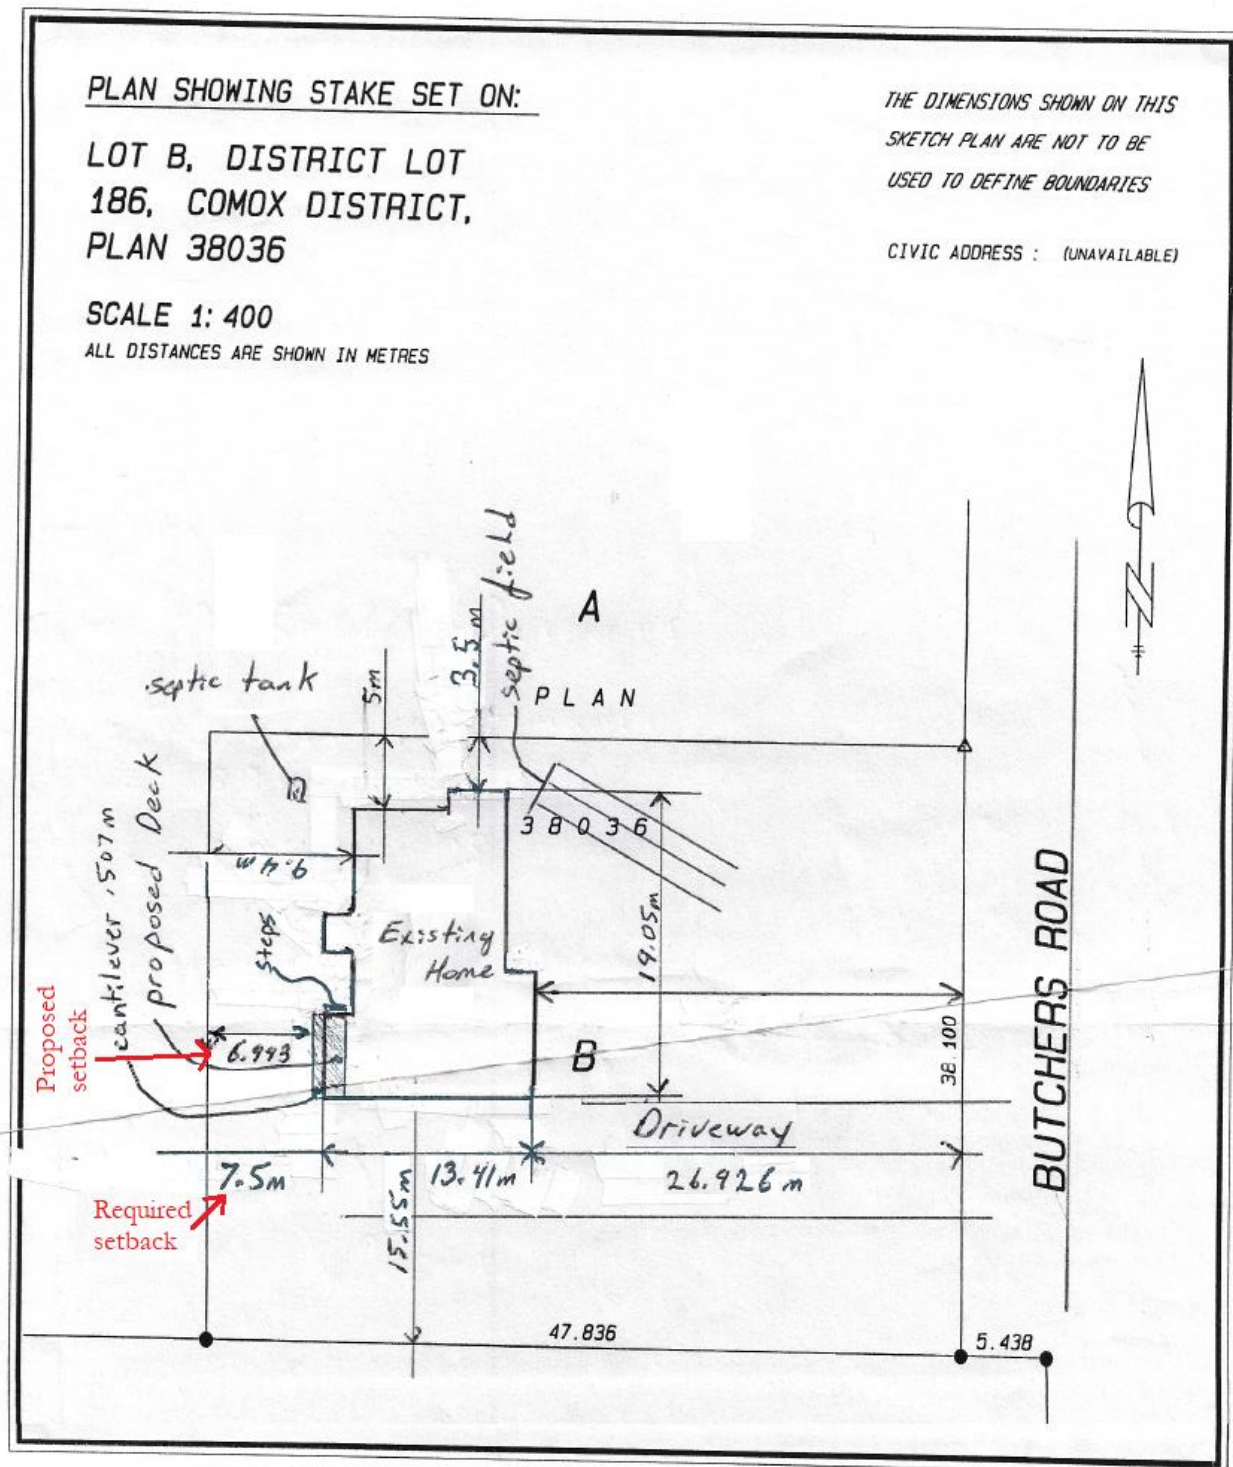 PLAN SHOWING STAKE SET ON:
LOT B, DISTRICT LOT
186, COMOX DISTRICT,
PLAN 38036
SCALE 1: 400
ALL DISTANCES ARE SHOWN IN METRES
THE DIMENSIONS SHOWN ON THIS
SKETCH PLAN ARE NOT TO BE
USED TO DEFINE BOUNDARIES
CIVIC ADDRESS : (UNAVAILABLE)
N
A
PLAN
38036
B
septic field
3.5m
5m
septic tank
9.4m
cantilever .507m
proposed Deck
Steps
Existing
Home
19.05m
Proposed
setback
6.993
38.100
BUTCHERS ROAD
Driveway
7.5m
13.41m
26.926m
Required
setback
15.55m
47.836
5.438